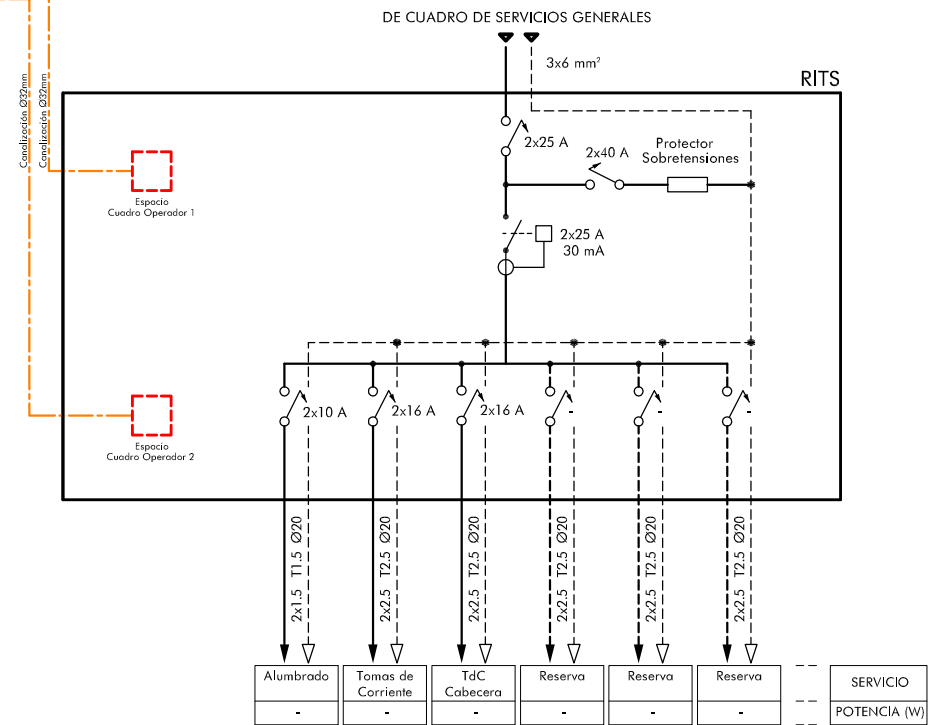 DE CUADRO DE SERVICIOS GENERALES
3x6 mm²
RITS
Canalización Ø32mm
Canalización Ø32mm
2x25 A
2x40 A
Protector
Sobretensiones
Espacio
Cuadro Operador 1
2x25 A
30 mA
2x10 A
2x16 A
2x16 A
-
-
-
Espacio
Cuadro Operador 2
2x1.5 T1.5 Ø20
2x2.5 T2.5 Ø20
2x2.5 T2.5 Ø20
2x2.5 T2.5 Ø20
2x2.5 T2.5 Ø20
2x2.5 T2.5 Ø20
Alumbrado
Tomas de
Corriente
TdC
Cabecera
Reserva
Reserva
Reserva
SERVICIO
-
-
-
-
-
-
POTENCÍA (W)